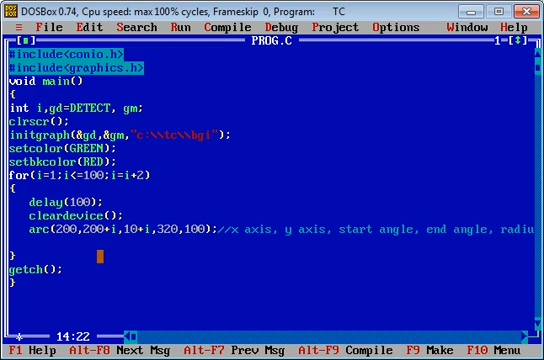 DOSBox 0.74, Cpu speed: max 100% cycles, Frameskip 0, Program: TC
≡ File Edit Search Run Compile Debug Project Options Window Help
[■] PROG.C 1=[↕]
#include<conio.h>
#include<graphics.h>
void main()
{
int i,gd=DETECT, gm;
clrscr();
initgraph(&gd,&gm,"c:\\tc\\bgi");
setcolor(GREEN);
setbkcolor(RED);
for(i=1;i<=100;i=i+2)
{
delay(100);
cleardevice();
arc(200,200+i,10+i,320,100);//x axis, y axis, start angle, end angle, radiu
}
getch();
}
* 14:22
F1 Help Alt-F8 Next Msg Alt-F7 Prev Msg Alt-F9 Compile F9 Make F10 Menu